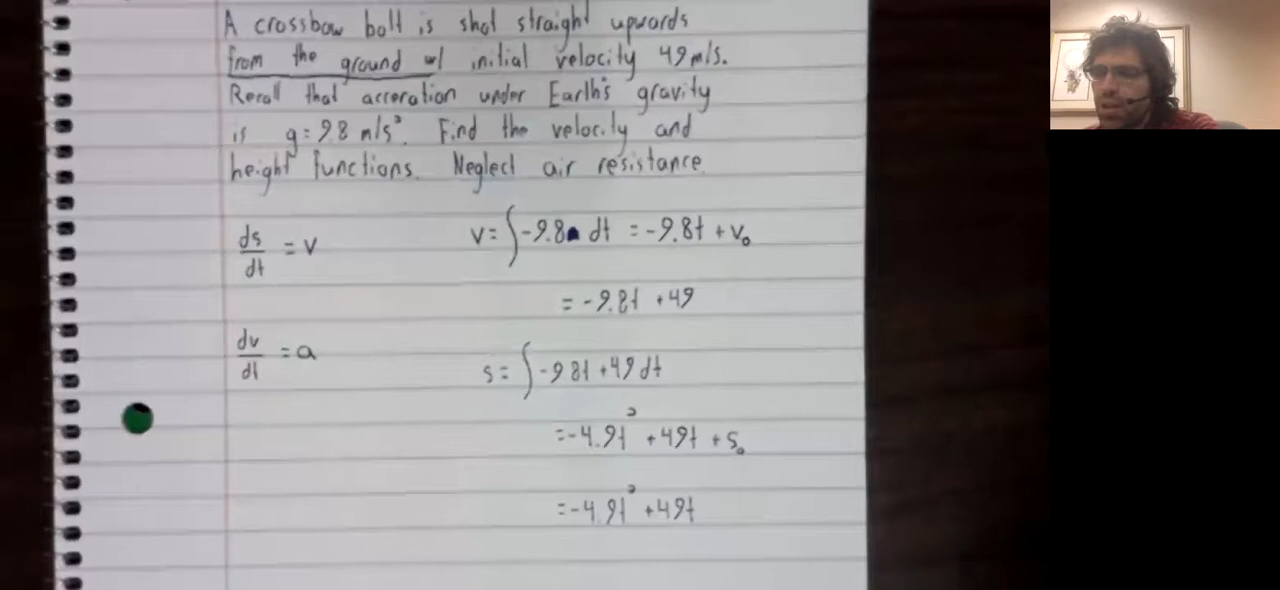 A crossbow bolt is shot straight upwards
from the ground w/ initial velocity 49 m/s.
Recall that acceration under Earth's gravity
is g = 9.8 m/s². Find the velocity and
height functions. Neglect air resistance.
ds/dt = v
v = ∫ -9.8 dt = -9.8t + v₀
= -9.8t + 49
dv/dt = a
s = ∫ -9.8t + 49 dt
= -4.9t² + 49t + s₀
= -4.9t² + 49t